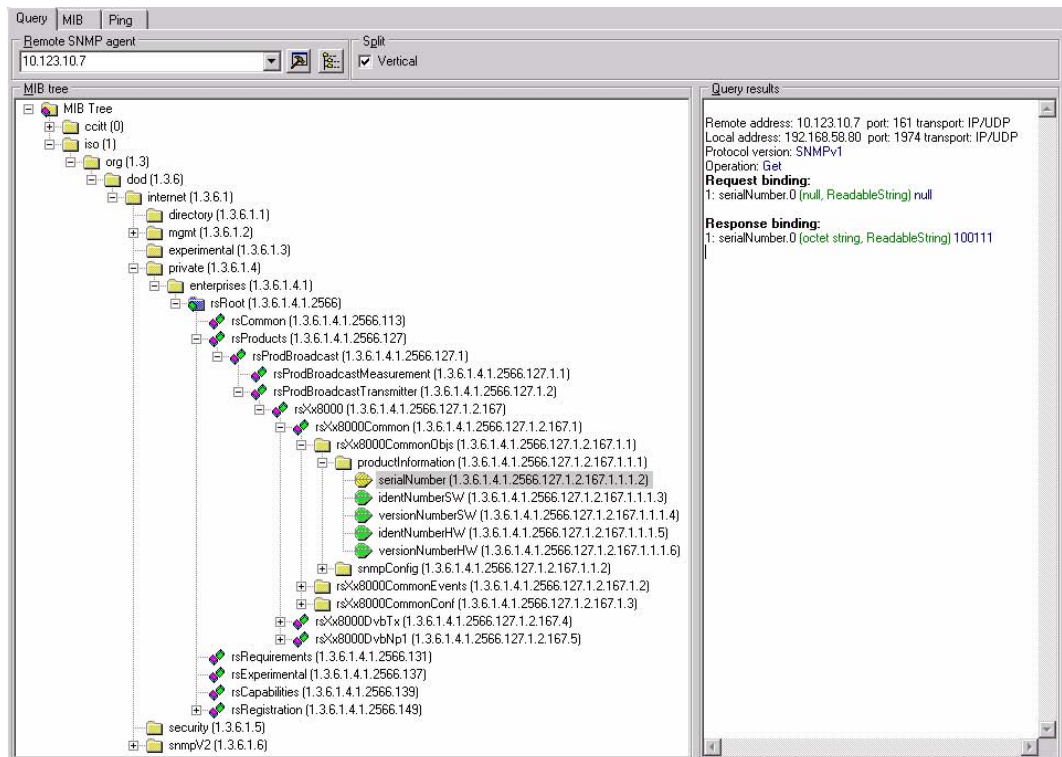 Query MIB Ping
Remote SNMP agent
10.123.10.7
Split
Vertical
MIB tree
MIB Tree
ccitt (0)
iso (1)
org (1.3)
dod (1.3.6)
internet (1.3.6.1)
directory (1.3.6.1.1)
mgmt (1.3.6.1.2)
experimental (1.3.6.1.3)
private (1.3.6.1.4)
enterprises (1.3.6.1.4.1)
rsRoot (1.3.6.1.4.1.2566)
rsCommon (1.3.6.1.4.1.2566.113)
rsProducts (1.3.6.1.4.1.2566.127)
rsProdBroadcast (1.3.6.1.4.1.2566.127.1)
rsProdBroadcastMeasurement (1.3.6.1.4.1.2566.127.1.1)
rsProdBroadcastTransmitter (1.3.6.1.4.1.2566.127.1.2)
rsXx8000 (1.3.6.1.4.1.2566.127.1.2.167)
rsXx8000Common (1.3.6.1.4.1.2566.127.1.2.167.1)
rsXx8000CommonObjs (1.3.6.1.4.1.2566.127.1.2.167.1.1)
productInformation (1.3.6.1.4.1.2566.127.1.2.167.1.1.1)
serialNumber (1.3.6.1.4.1.2566.127.1.2.167.1.1.1.2)
identNumberSW (1.3.6.1.4.1.2566.127.1.2.167.1.1.1.3)
versionNumberSW (1.3.6.1.4.1.2566.127.1.2.167.1.1.1.4)
identNumberHW (1.3.6.1.4.1.2566.127.1.2.167.1.1.1.5)
versionNumberHW (1.3.6.1.4.1.2566.127.1.2.167.1.1.1.6)
snmpConfig (1.3.6.1.4.1.2566.127.1.2.167.1.1.2)
rsXx8000CommonEvents (1.3.6.1.4.1.2566.127.1.2.167.1.2)
rsXx8000CommonConf (1.3.6.1.4.1.2566.127.1.2.167.1.3)
rsXx8000DvbTx (1.3.6.1.4.1.2566.127.1.2.167.4)
rsXx8000DvbNp1 (1.3.6.1.4.1.2566.127.1.2.167.5)
rsRequirements (1.3.6.1.4.1.2566.131)
rsExperimental (1.3.6.1.4.1.2566.137)
rsCapabilities (1.3.6.1.4.1.2566.139)
rsRegistration (1.3.6.1.4.1.2566.149)
security (1.3.6.1.5)
snmpV2 (1.3.6.1.6)
Query results
Remote address: 10.123.10.7 port: 161 transport: IP/UDP
Local address: 192.168.58.80 port: 1974 transport: IP/UDP
Protocol version: SNMPv1
Operation: Get
Request binding:
1: serialNumber.0 (null, ReadableString) null
Response binding:
1: serialNumber.0 (octet string, ReadableString) 100111